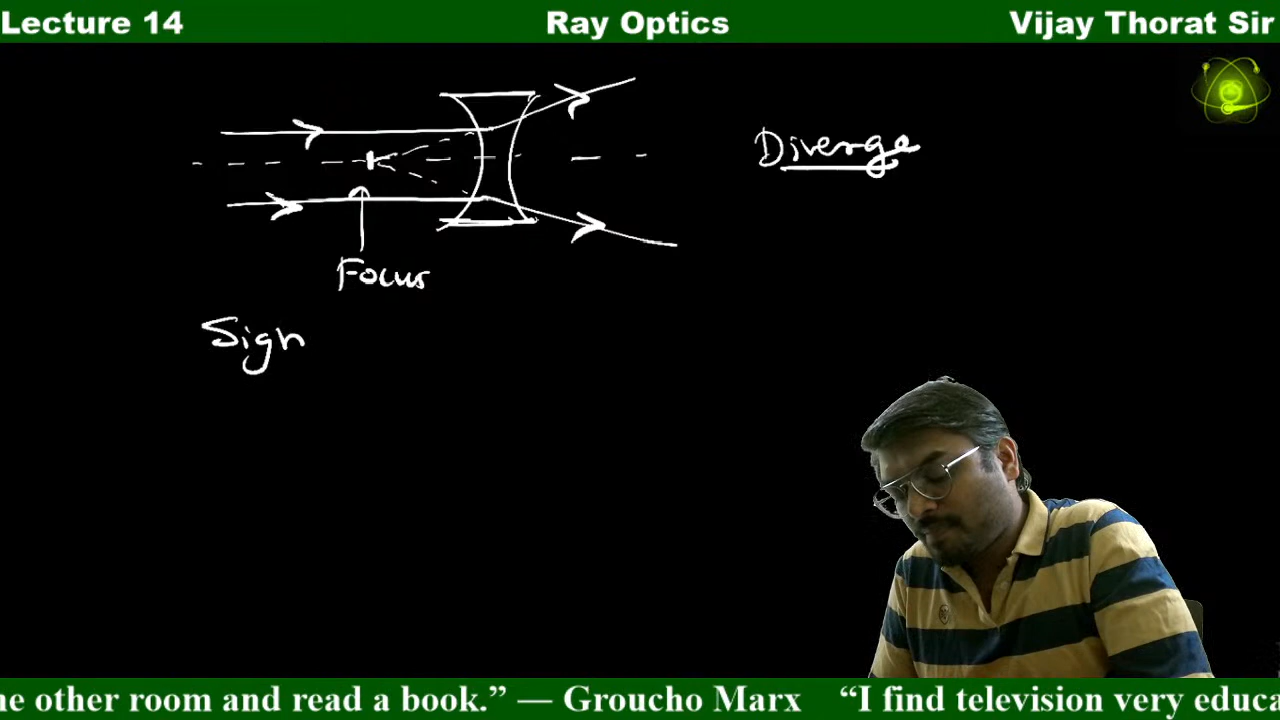 Lecture 14 Ray Optics Vijay Thorat Sir
Diverge
Focus
Sign
ne other room and read a book.” — Groucho Marx “I find television very educa